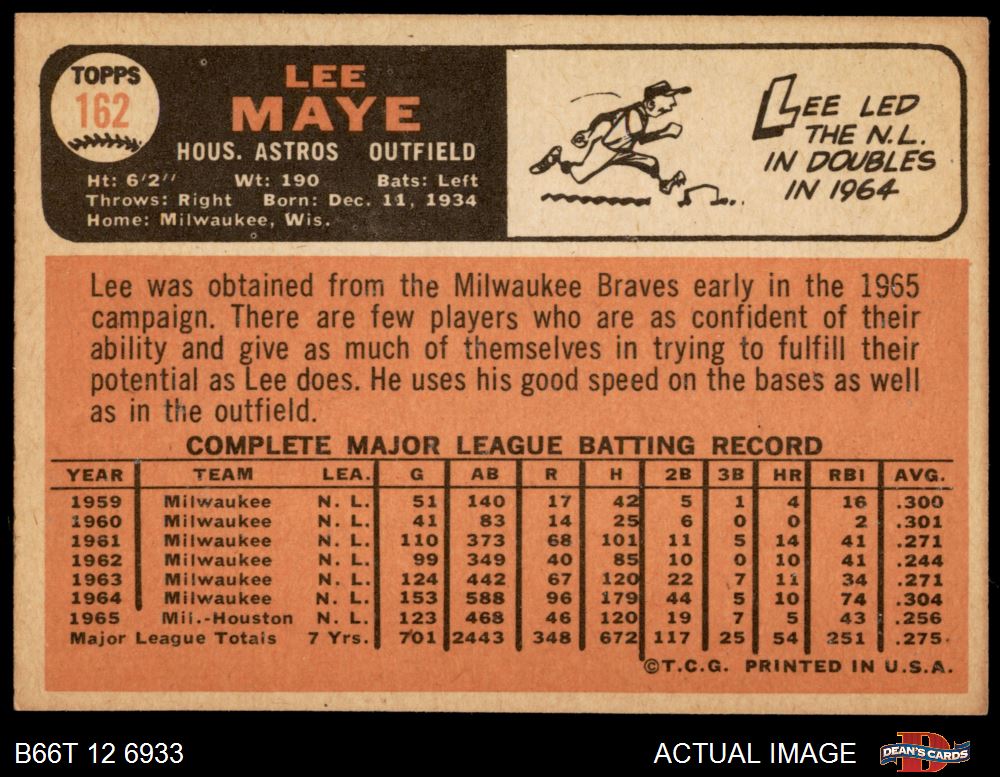 TOPPS
162
LEE
MAYE
HOUS. ASTROS OUTFIELD
Ht: 6'2" Wt: 190 Bats: Left
Throws: Right Born: Dec. 11, 1934
Home: Milwaukee, Wis.
LEE LED
THE N.L.
IN DOUBLES
IN 1964
Lee was obtained from the Milwaukee Braves early in the 1965
campaign. There are few players who are as confident of their
ability and give as much of themselves in trying to fulfill their
potential as Lee does. He uses his good speed on the bases as well
as in the outfield.
COMPLETE MAJOR LEAGUE BATTING RECORD
YEAR TEAM LEA. G AB R H 2B 3B HR RBI AVG.
1959 Milwaukee N. L. 51 140 17 42 5 1 4 16 .300
1960 Milwaukee N. L. 41 83 14 25 6 0 0 2 .301
1961 Milwaukee N. L. 110 373 68 101 11 5 14 41 .271
1962 Milwaukee N. L. 99 349 40 85 10 0 10 41 .244
1963 Milwaukee N. L. 124 442 67 120 22 7 11 34 .271
1964 Milwaukee N. L. 153 588 96 179 44 5 10 74 .304
1965 Mil.-Houston N. L. 123 468 46 120 19 7 5 43 .256
Major League Totals 7 Yrs. 701 2443 348 672 117 25 54 251 .275
©T.C.G. PRINTED IN U.S.A.
B66T 12 6933
ACTUAL IMAGE
DEAN'S CARDS